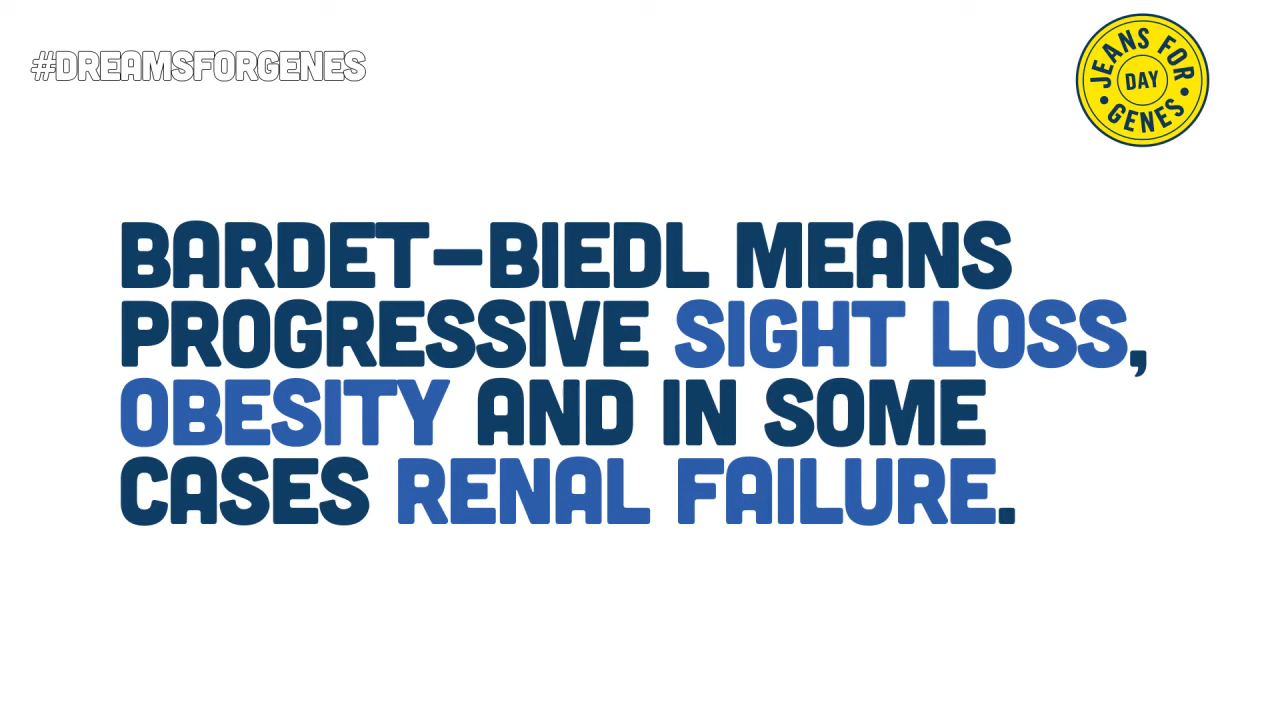 #DREAMSFORGENES
JEANS FOR
DAY
GENES
BARDET-BIEDL MEANS
PROGRESSIVE SIGHT LOSS,
OBESITY AND IN SOME
CASES RENAL FAILURE.